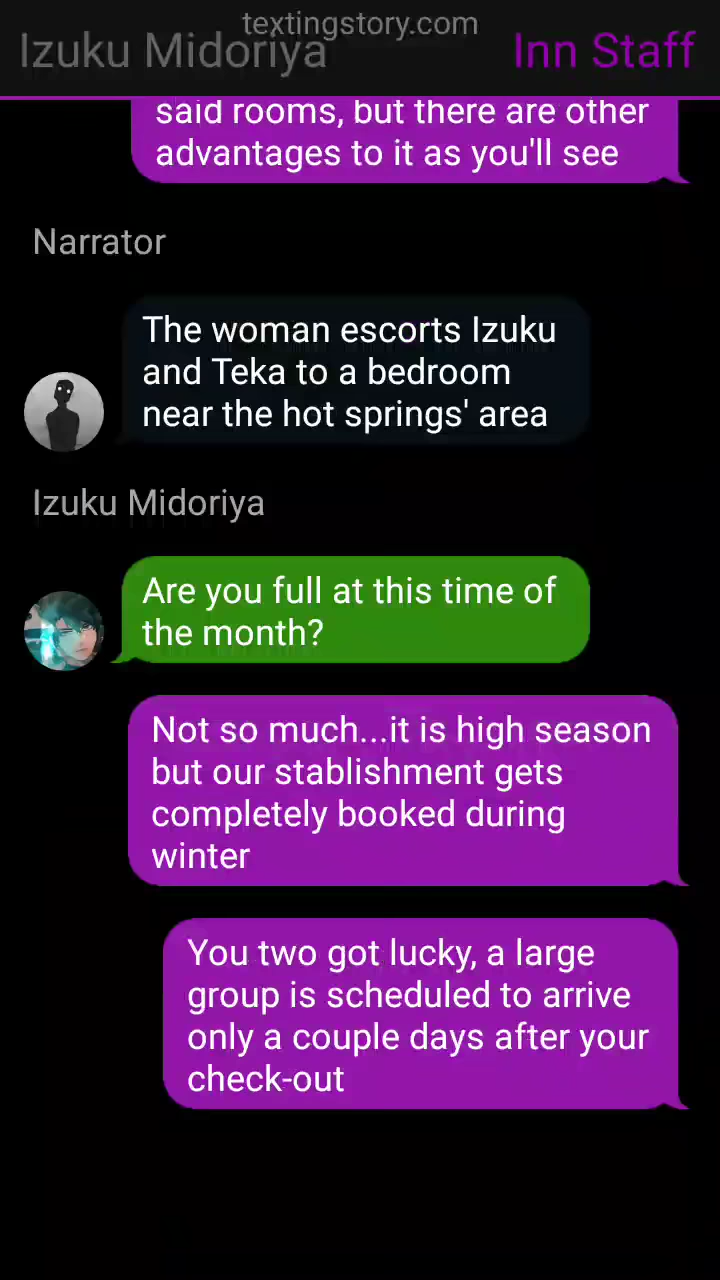 textingstory.com
Izuku Midoriya
Inn Staff
said rooms, but there are other
advantages to it as you'll see
Narrator
The woman escorts Izuku
and Teka to a bedroom
near the hot springs' area
Izuku Midoriya
Are you full at this time of
the month?
Not so much...it is high season
but our stablishment gets
completely booked during
winter
You two got lucky, a large
group is scheduled to arrive
only a couple days after your
check-out